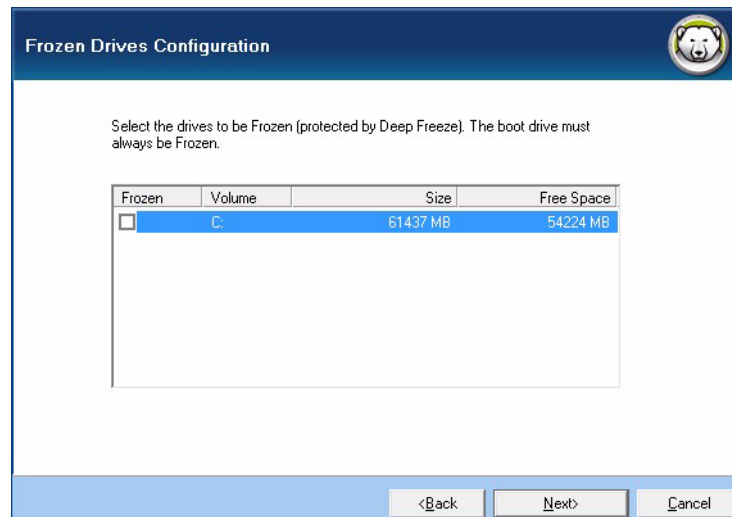 Frozen Drives Configuration
Select the drives to be Frozen (protected by Deep Freeze). The boot drive must
always be Frozen.
Frozen Volume Size Free Space
C: 61437 MB 54224 MB
<Back Next> Cancel